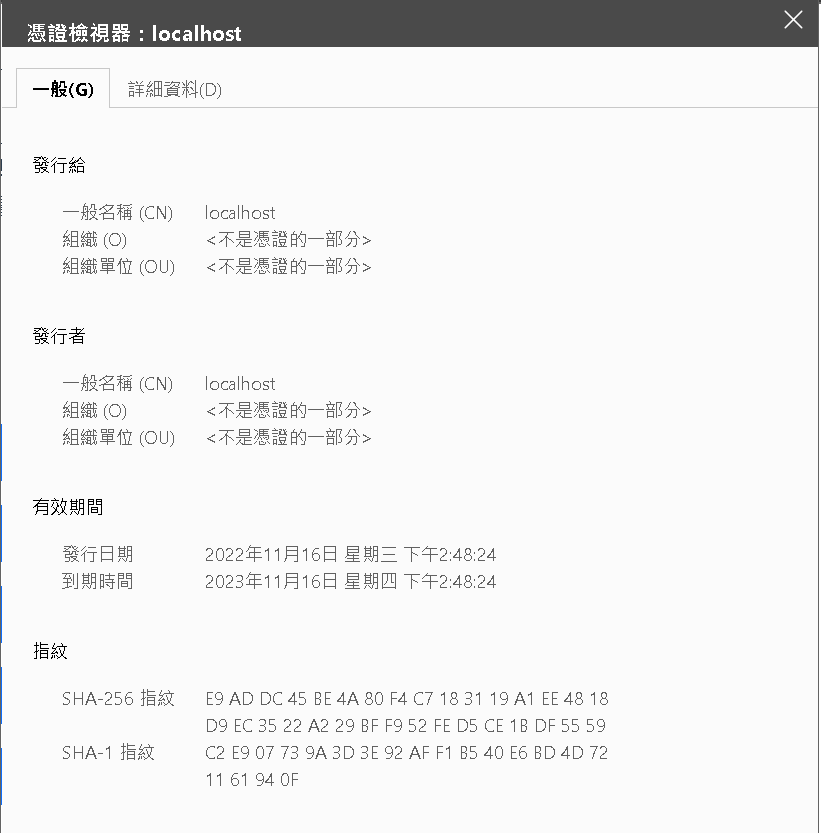 憑證檢視器：localhost
一般(G) 詳細資料(D)
發行給
一般名稱 (CN) localhost
組織 (O) <不是憑證的一部分>
組織單位 (OU) <不是憑證的一部分>
發行者
一般名稱 (CN) localhost
組織 (O) <不是憑證的一部分>
組織單位 (OU) <不是憑證的一部分>
有效期間
發行日期 2022年11月16日 星期三 下午2:48:24
到期時間 2023年11月16日 星期四 下午2:48:24
指紋
SHA-256 指紋 E9 AD DC 45 BE 4A 80 F4 C7 18 31 19 A1 EE 48 18
D9 EC 35 22 A2 29 BF F9 52 FE D5 CE 1B DF 55 59
SHA-1 指紋 C2 E9 07 73 9A 3D 3E 92 AF F1 B5 40 E6 BD 4D 72
11 61 94 0F